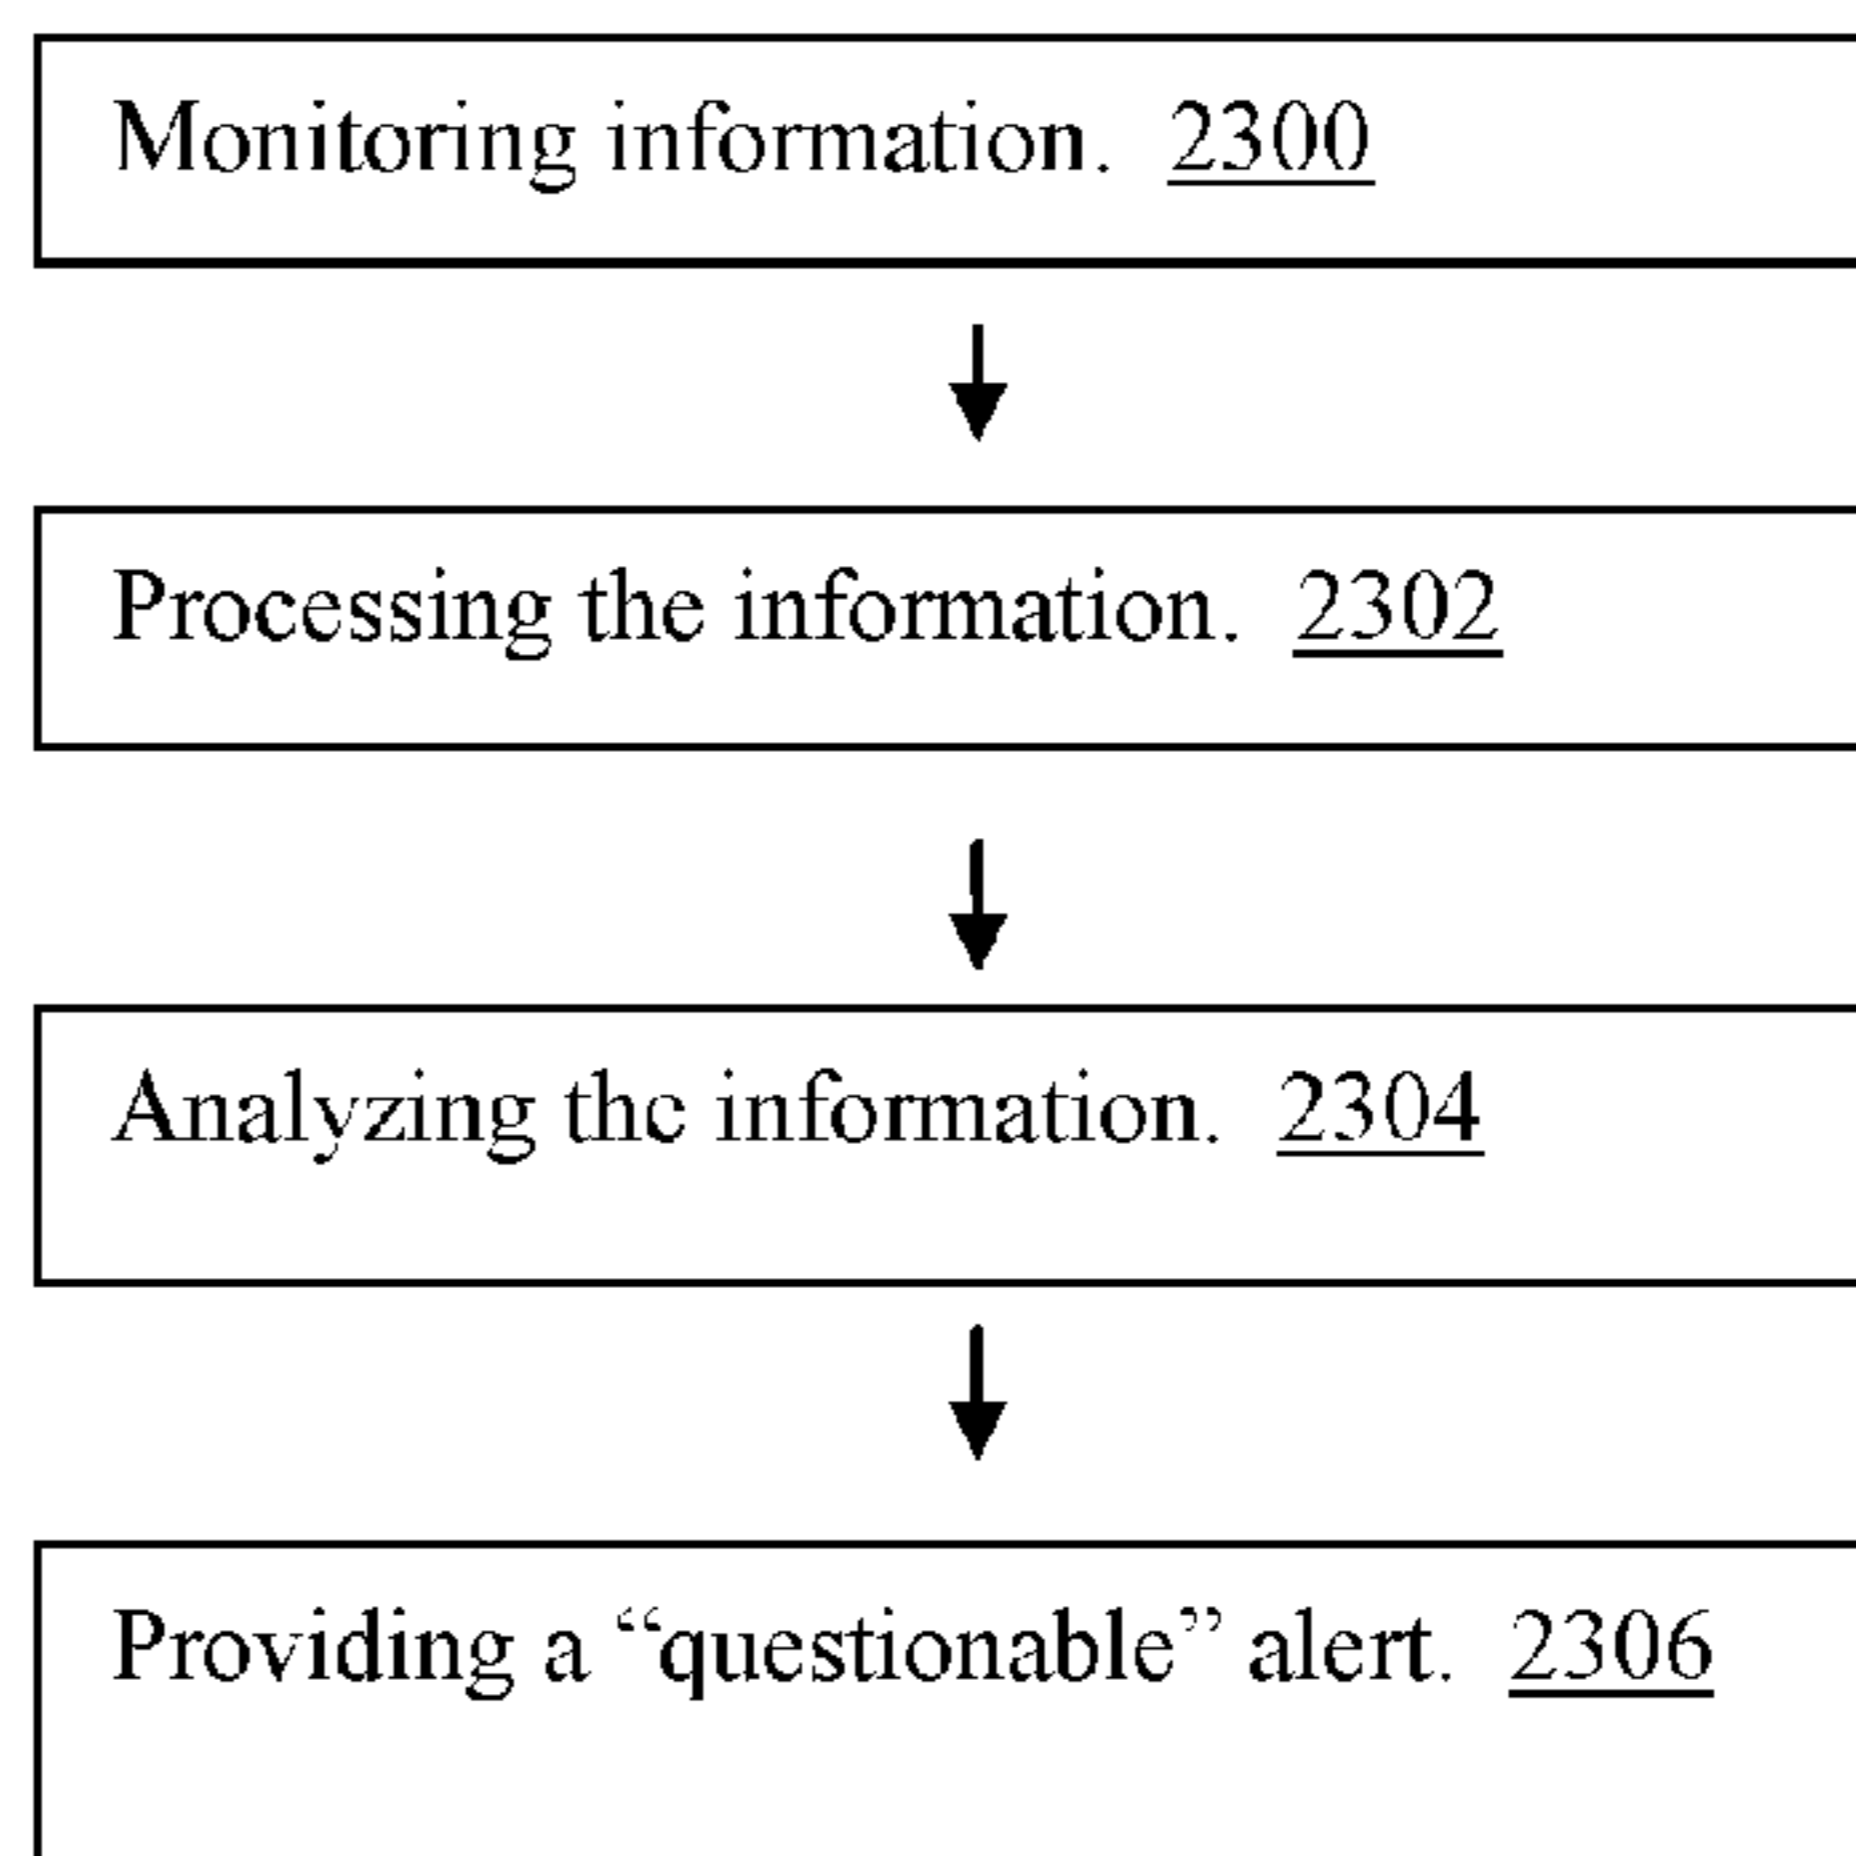 Monitoring information. 2300
Processing the information. 2302
Analyzing the information. 2304
Providing a “questionable” alert. 2306